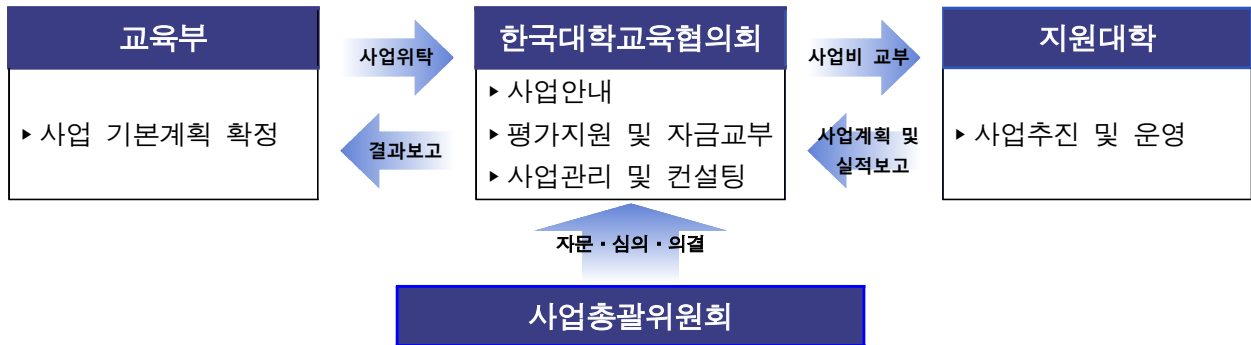 교육부
▸ 사업 기본계획 확정
사업위탁
결과보고
한국대학교육협의회
▸ 사업안내
▸ 평가지원 및 자금교부
▸ 사업관리 및 컨설팅
사업비 교부
사업계획 및
실적보고
지원대학
▸ 사업추진 및 운영
자문·심의·의결
사업총괄위원회